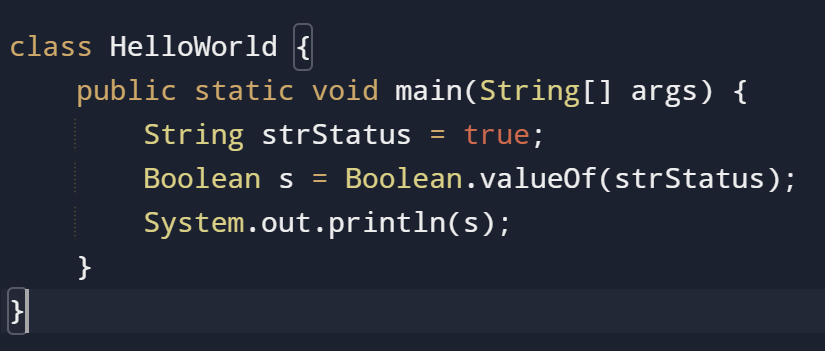 class HelloWorld {
    public static void main(String[] args) {
        String strStatus = true;
        Boolean s = Boolean.valueOf(strStatus);
        System.out.println(s);
    }
}